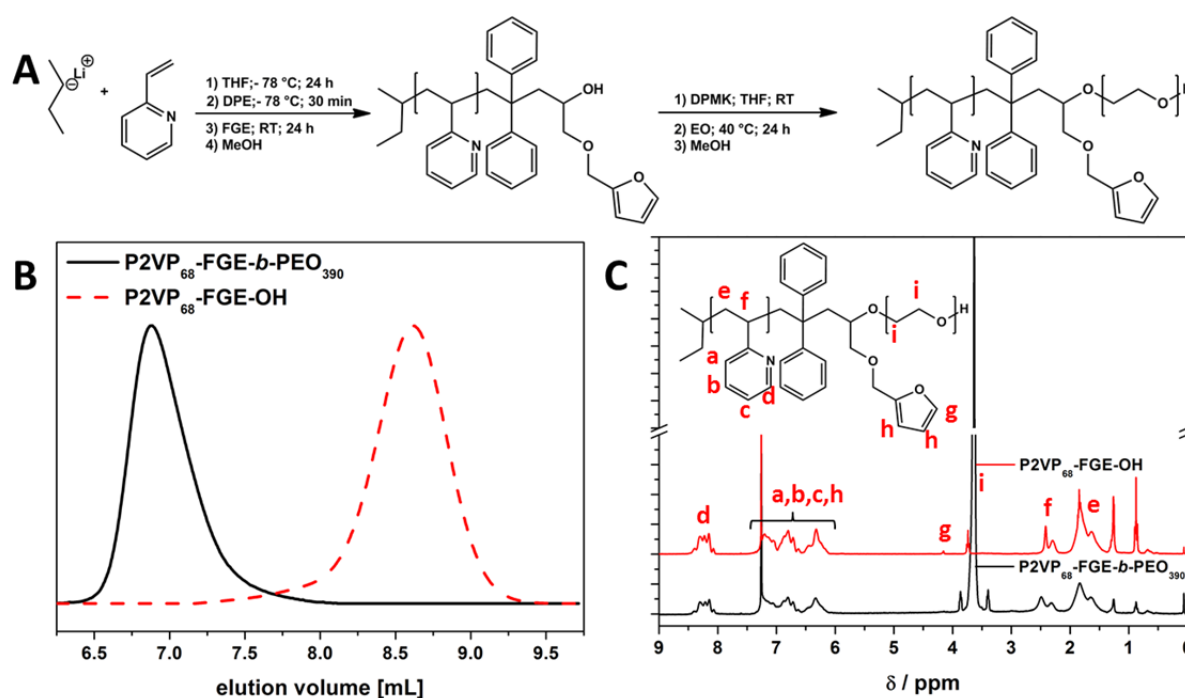 A
Li
⊕
⊖
+
N
1) THF;- 78 °C; 24 h
2) DPE;- 78 °C; 30 min
3) FGE; RT; 24 h
4) MeOH
N
OH
O
O
1) DPMK; THF; RT
2) EO; 40 °C; 24 h
3) MeOH
N
O
O
H
O
O
B
P2VP68-FGE-b-PEO390
P2VP68-FGE-OH
6.5 7.0 7.5 8.0 8.5 9.0 9.5
elution volume [mL]
C
e
f
i
O
O
H
i
a
N
O
b
d
c
O
g
h
h
P2VP68-FGE-OH
i
a,b,c,h
d
g
f
e
P2VP68-FGE-b-PEO390
9 8 7 6 5 4 3 2 1 0
δ / ppm